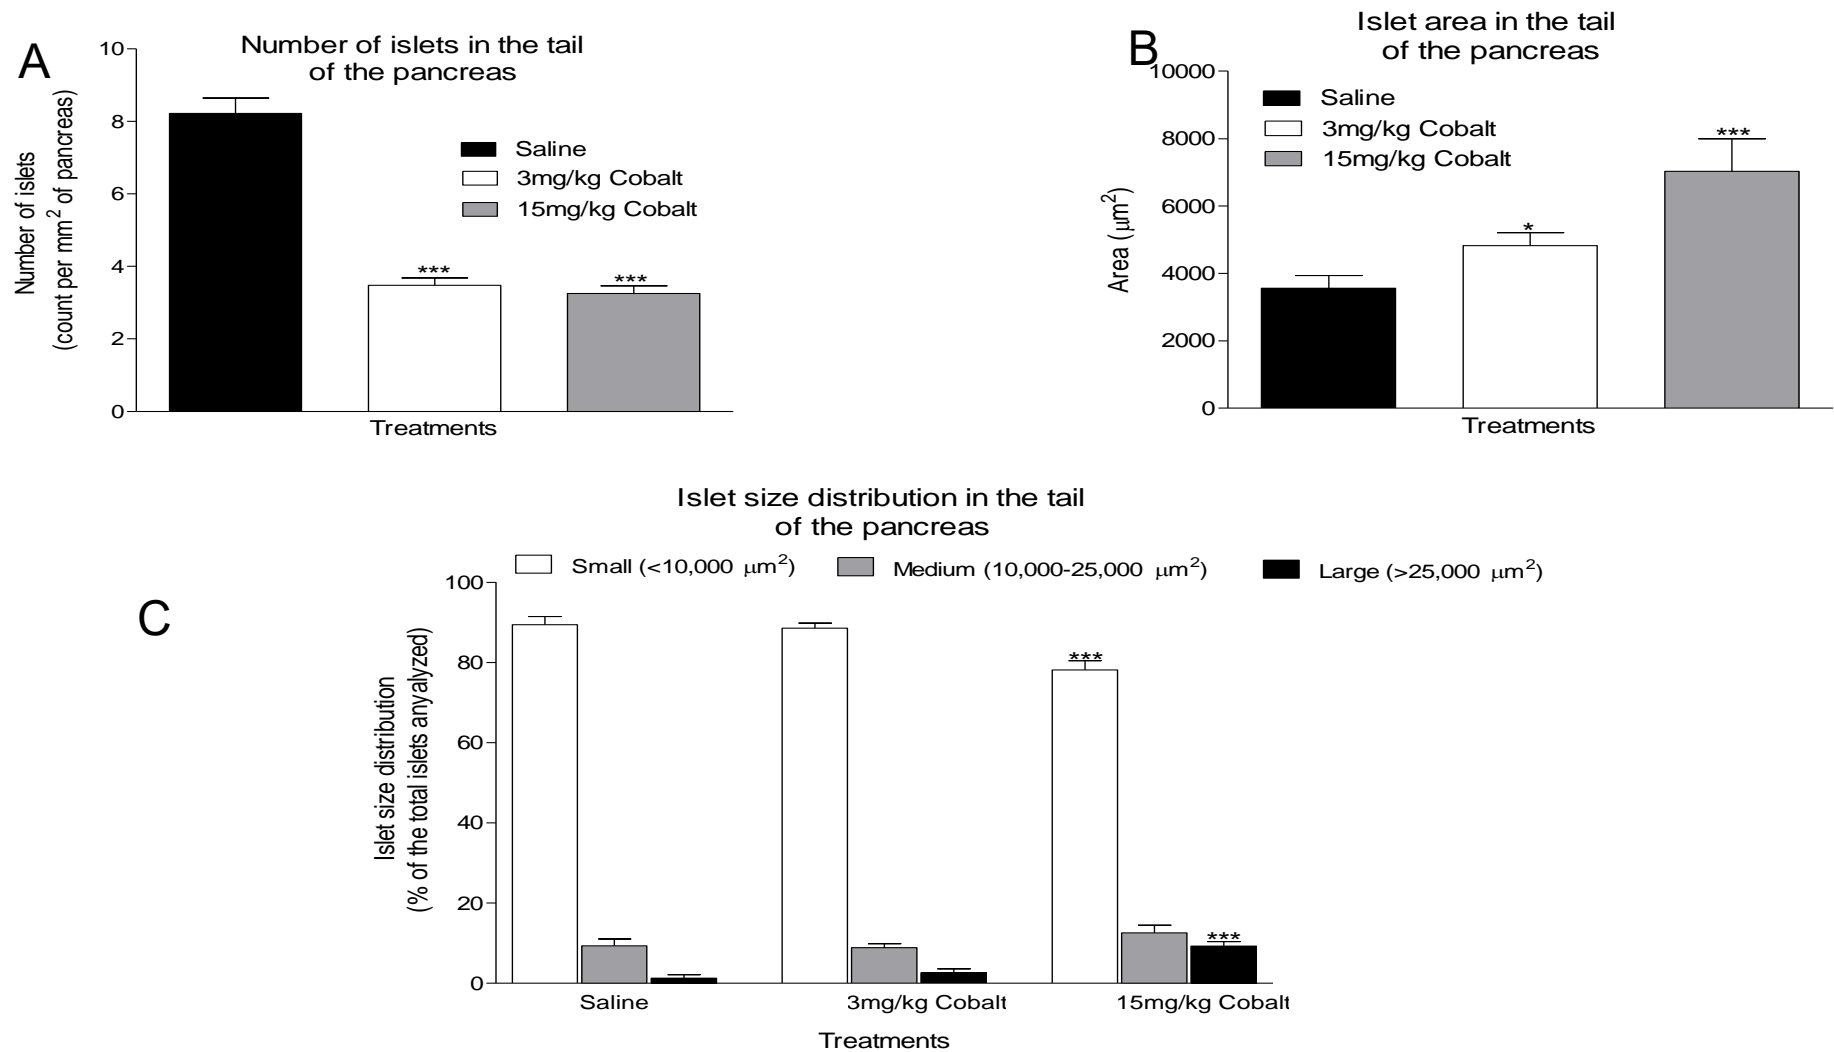 A
Number of islets in the tail
of the pancreas
Number of islets
(count per mm² of pancreas)
10
8
6
4
2
0
Saline
3mg/kg Cobalt
15mg/kg Cobalt
***
***
Treatments
B
Islet area in the tail
of the pancreas
Area (μm²)
10000
8000
6000
4000
2000
0
Saline
3mg/kg Cobalt
15mg/kg Cobalt
*
***
Treatments
C
Islet size distribution in the tail
of the pancreas
Small (<10,000 μm²)
Medium (10,000-25,000 μm²)
Large (>25,000 μm²)
Islet size distribution
(% of the total islets anyalyzed)
100
80
60
40
20
0
***
***
Saline
3mg/kg Cobalt
15mg/kg Cobalt
Treatments